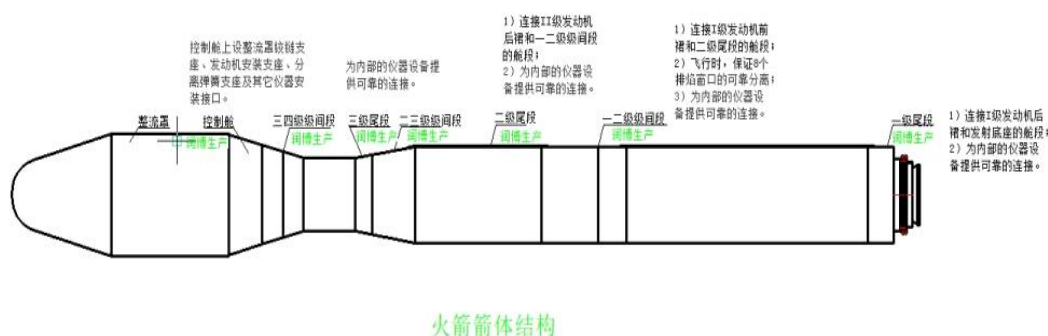 控制舱上设整流罩铰链支
座、发动机安装支座、分
离弹簧支座及其它仪器安
装接口。
为内部的仪器设备提
供可靠的连接。
1）连接II级发动机
后裙和一二级级间段
的舱段；
2）为内部的仪器设
备提供可靠的连接。
1）连接I级发动机前
裙和二级尾段的舱段；
2）飞行时，保证8个
排焰窗口的可靠分离；
3）为内部的仪器设
备提供可靠的连接。
1）连接I级发动机后
裙和发射底座的舱段；
2）为内部的仪器设
备提供可靠的连接。
整流罩
润博生产
控制舱
三四级级间段
润博生产
三级尾段
润博生产
二三级级间段
润博生产
二级尾段
润博生产
一二级级间段
润博生产
一级尾段
润博生产
火箭箭体结构